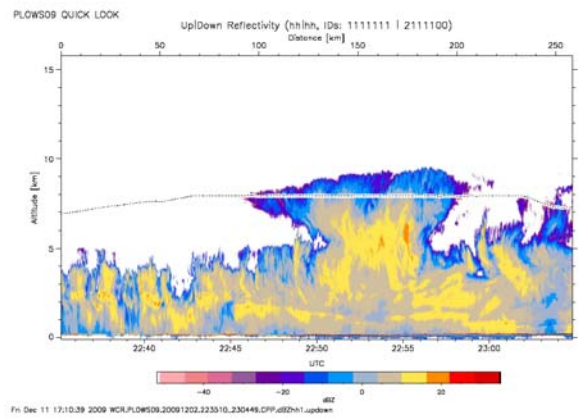 PLOWS09 QUICK LOOK
Up|Down Reflectivity (hh|hh, IDs: 1111111 | 2111100)
Distance [km]
0 50 100 150 200 250
15
10
5
0
Altitude [km]
22:40 22:45 22:50 22:55 23:00
UTC
-40 -20 0 20
dBZ
Fri Dec 11 17:10:39 2009 WCR.PLOWS09.20091202.223510_230449.CPP.dBZhh1.updown